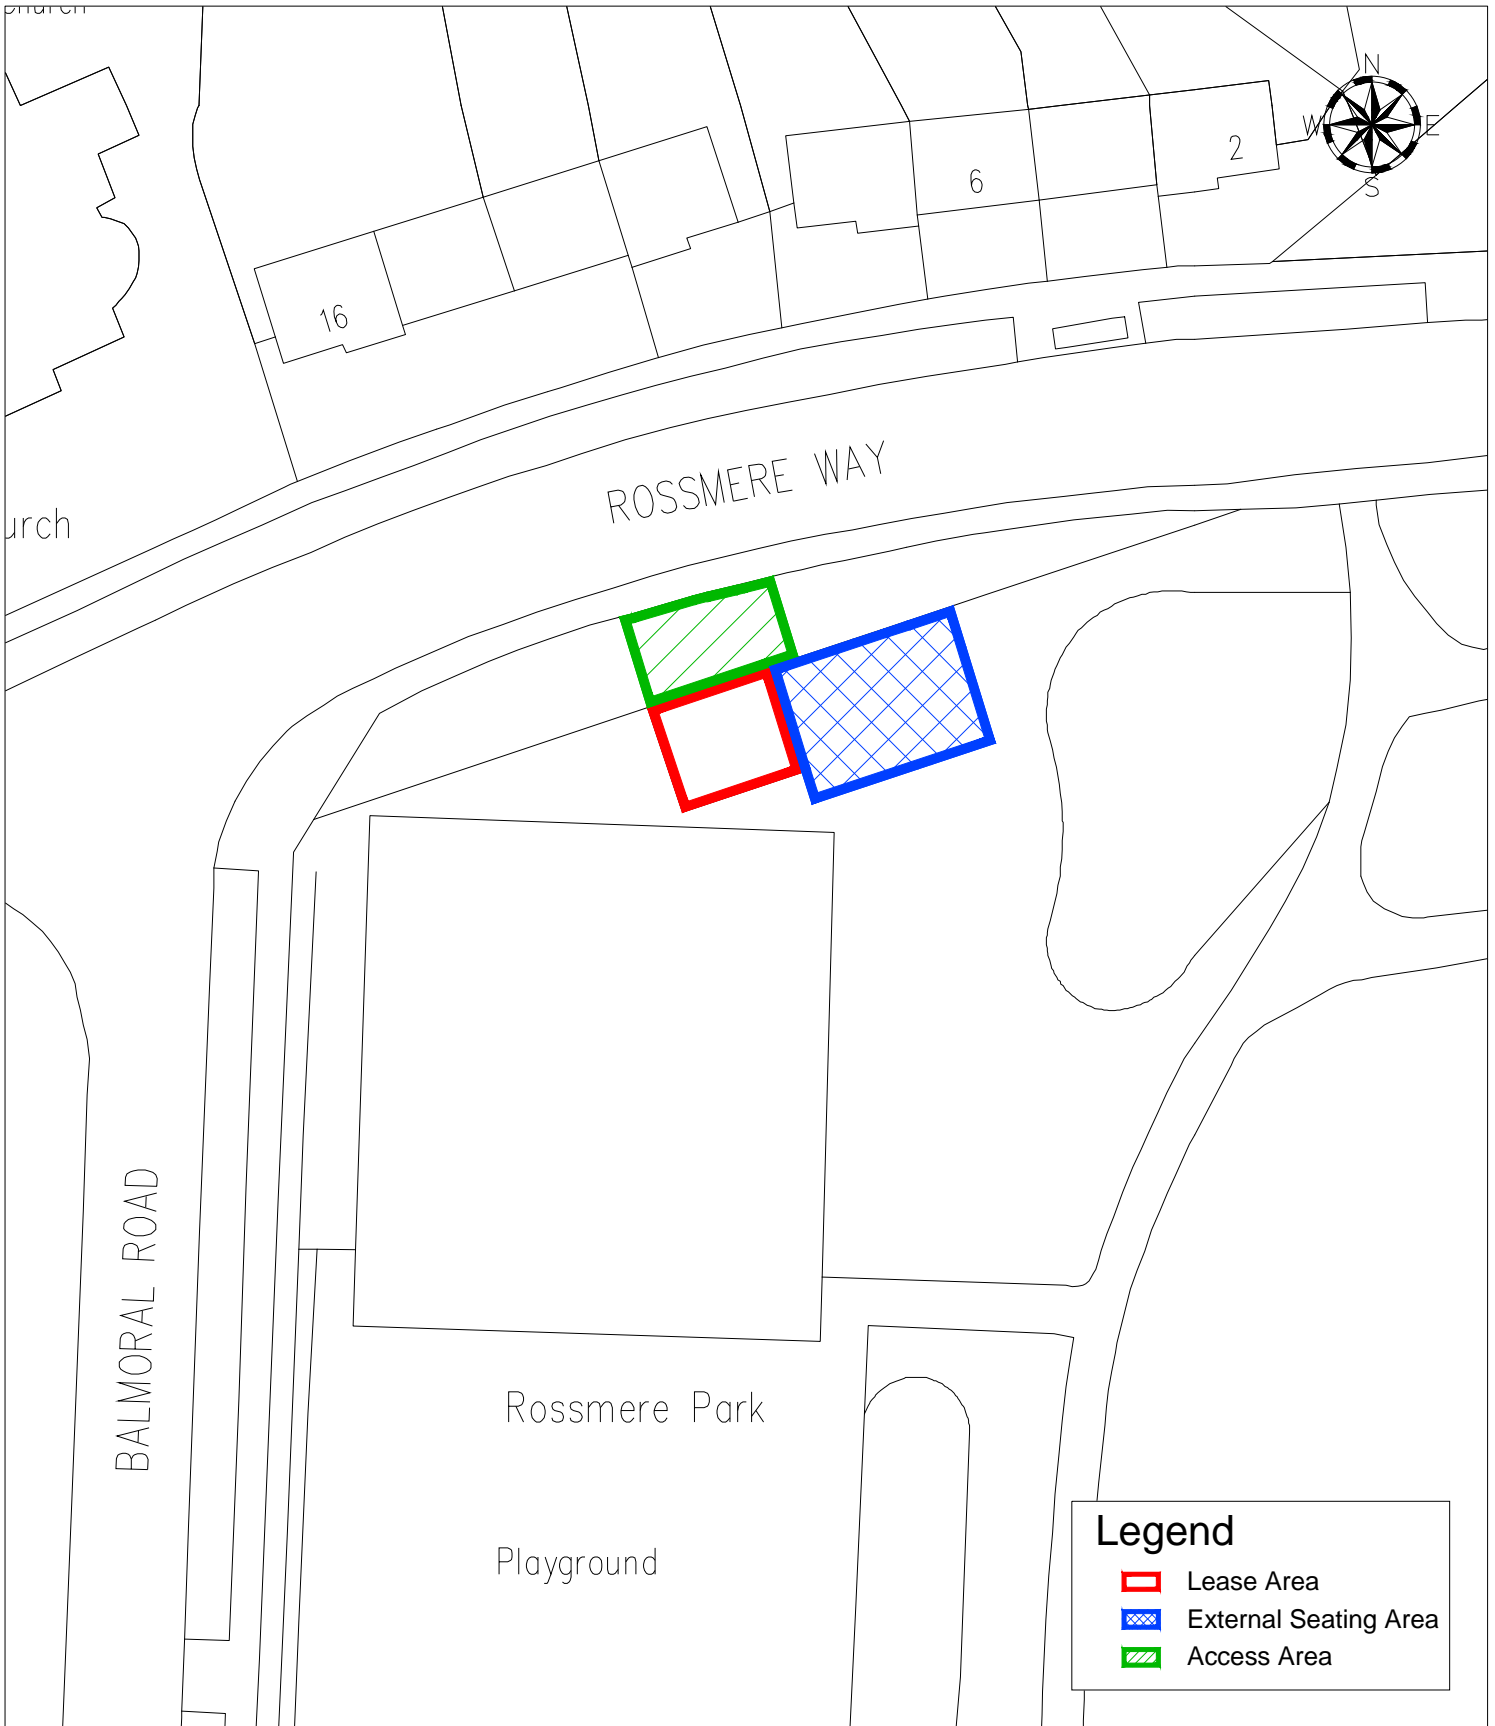 N
W E
S
2
6
16
urch
ROSSMERE WAY
BALMORAL ROAD
Rossmere Park
Playground
Legend
Lease Area
External Seating Area
Access Area